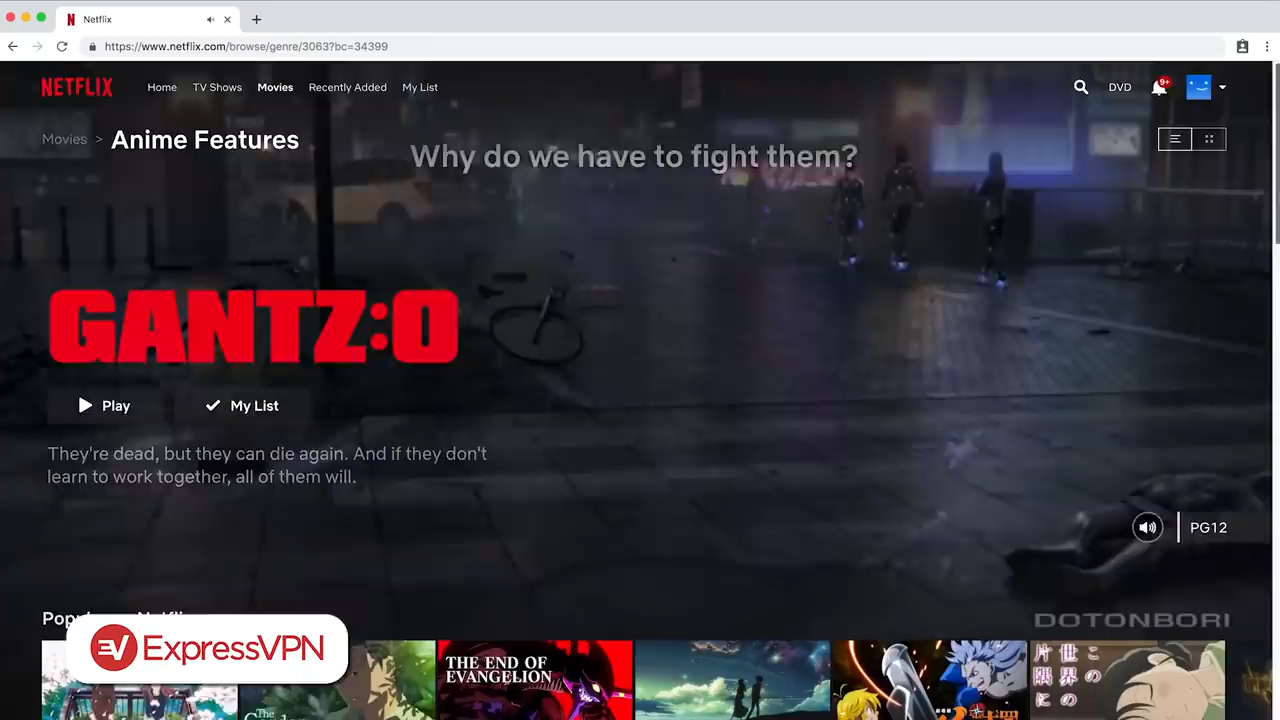 Netflix
https://www.netflix.com/browse/genre/3063?bc=34399
NETFLIX
Home
TV Shows
Movies
Recently Added
My List
DVD
9+
Movies > Anime Features
Why do we have to fight them?
GANTZ:O
Play
My List
They're dead, but they can die again. And if they don't
learn to work together, all of them will.
PG12
DOTONBORI
EV ExpressVPN
THE END OF
EVANGELION
The
この
世界の
片隅に